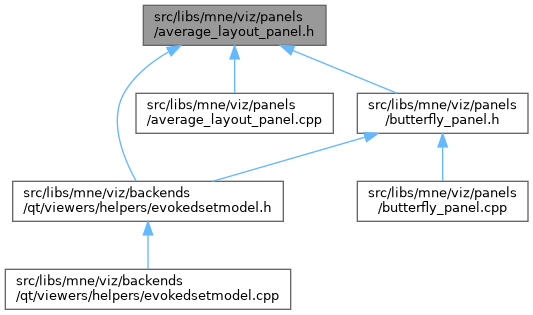 src/libs/mne/viz/panels
/average_layout_panel.h
src/libs/mne/viz/panels
/average_layout_panel.cpp
src/libs/mne/viz/panels
/butterfly_panel.h
src/libs/mne/viz/backends
/qt/viewers/helpers/evokedsetmodel.h
src/libs/mne/viz/panels
/butterfly_panel.cpp
src/libs/mne/viz/backends
/qt/viewers/helpers/evokedsetmodel.cpp